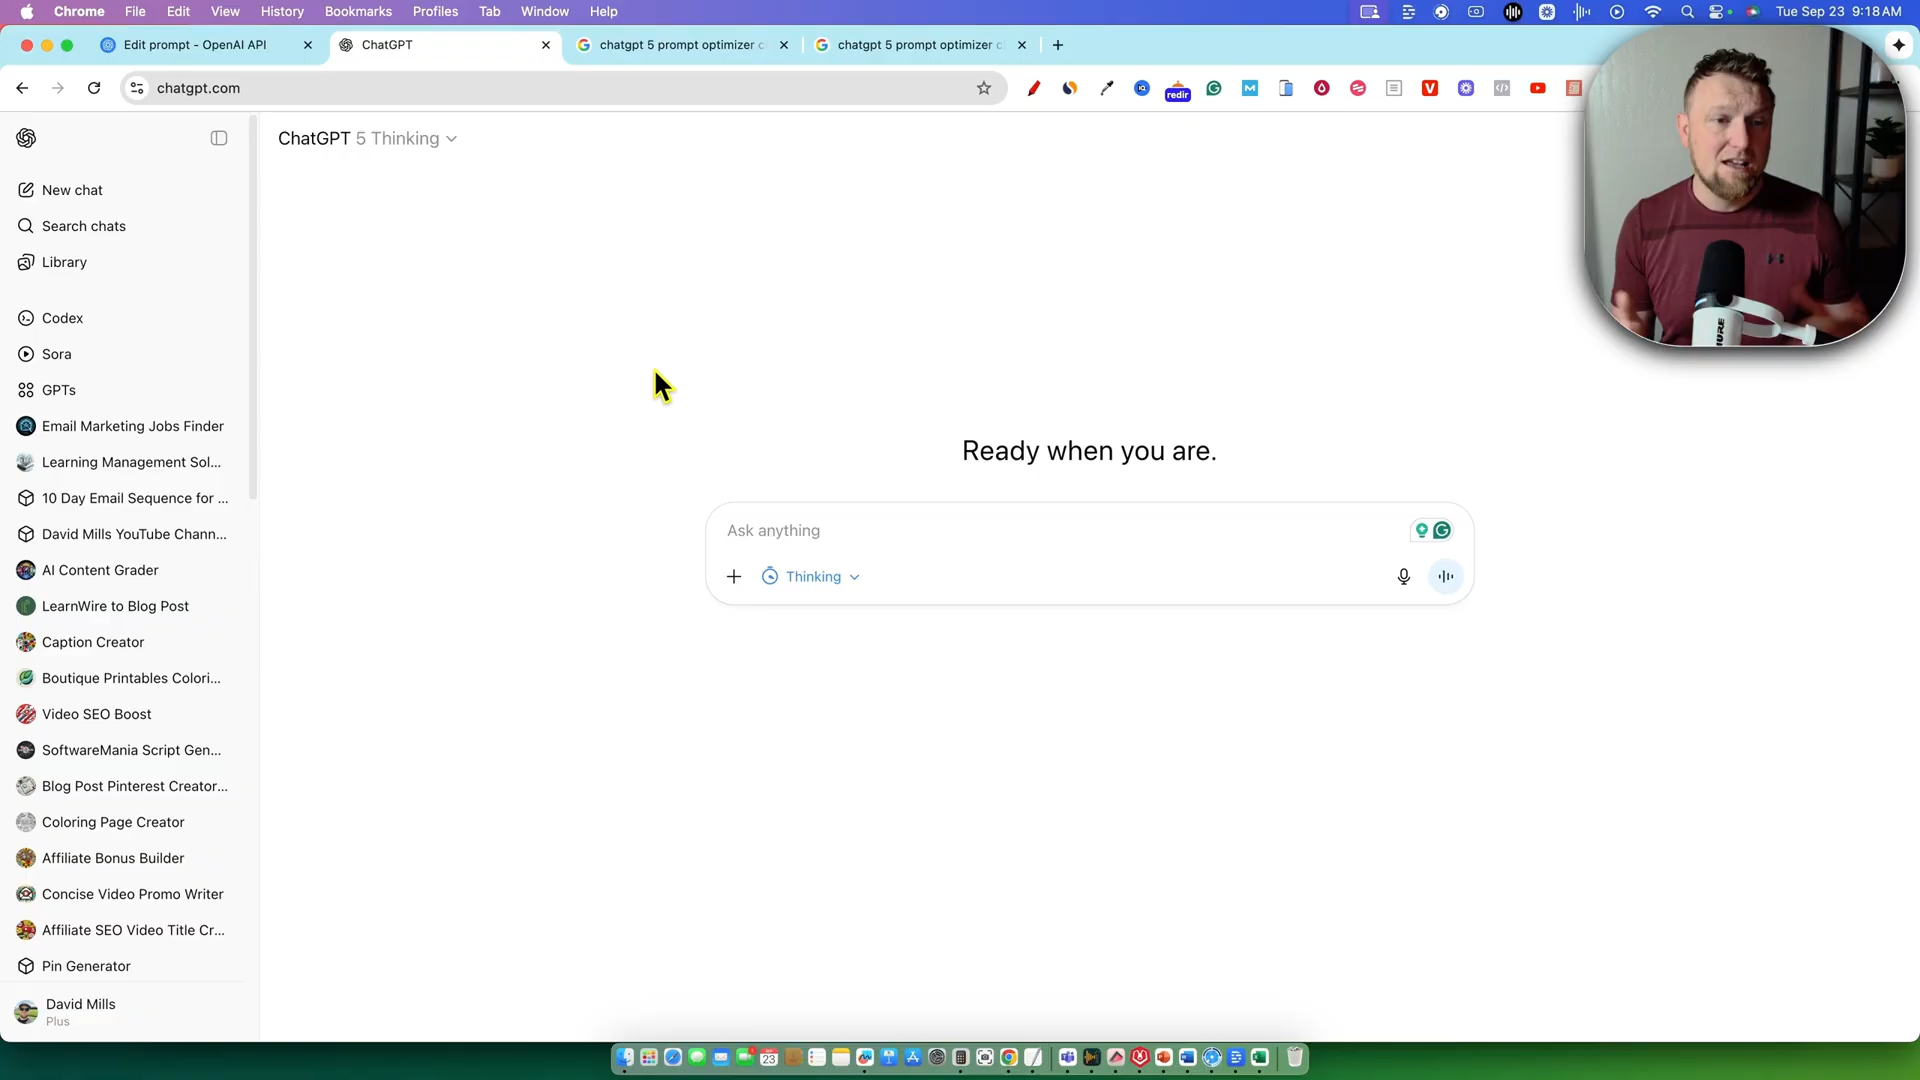 Chrome File Edit View History Bookmarks Profiles Tab Window Help Tue Sep 23 9:18 AM
Edit prompt - OpenAI API
ChatGPT
chatgpt 5 prompt optimizer
chatgpt 5 prompt optimizer
chatgpt.com
redir
ChatGPT 5 Thinking
New chat
Search chats
Library
Codex
Sora
GPTs
Email Marketing Jobs Finder
Learning Management Sol...
10 Day Email Sequence for ...
David Mills YouTube Chann...
AI Content Grader
LearnWire to Blog Post
Caption Creator
Boutique Printables Colori...
Video SEO Boost
SoftwareMania Script Gen...
Blog Post Pinterest Creator...
Coloring Page Creator
Affiliate Bonus Builder
Concise Video Promo Writer
Affiliate SEO Video Title Cr...
Pin Generator
David Mills
Plus
Ready when you are.
Ask anything
Thinking
23